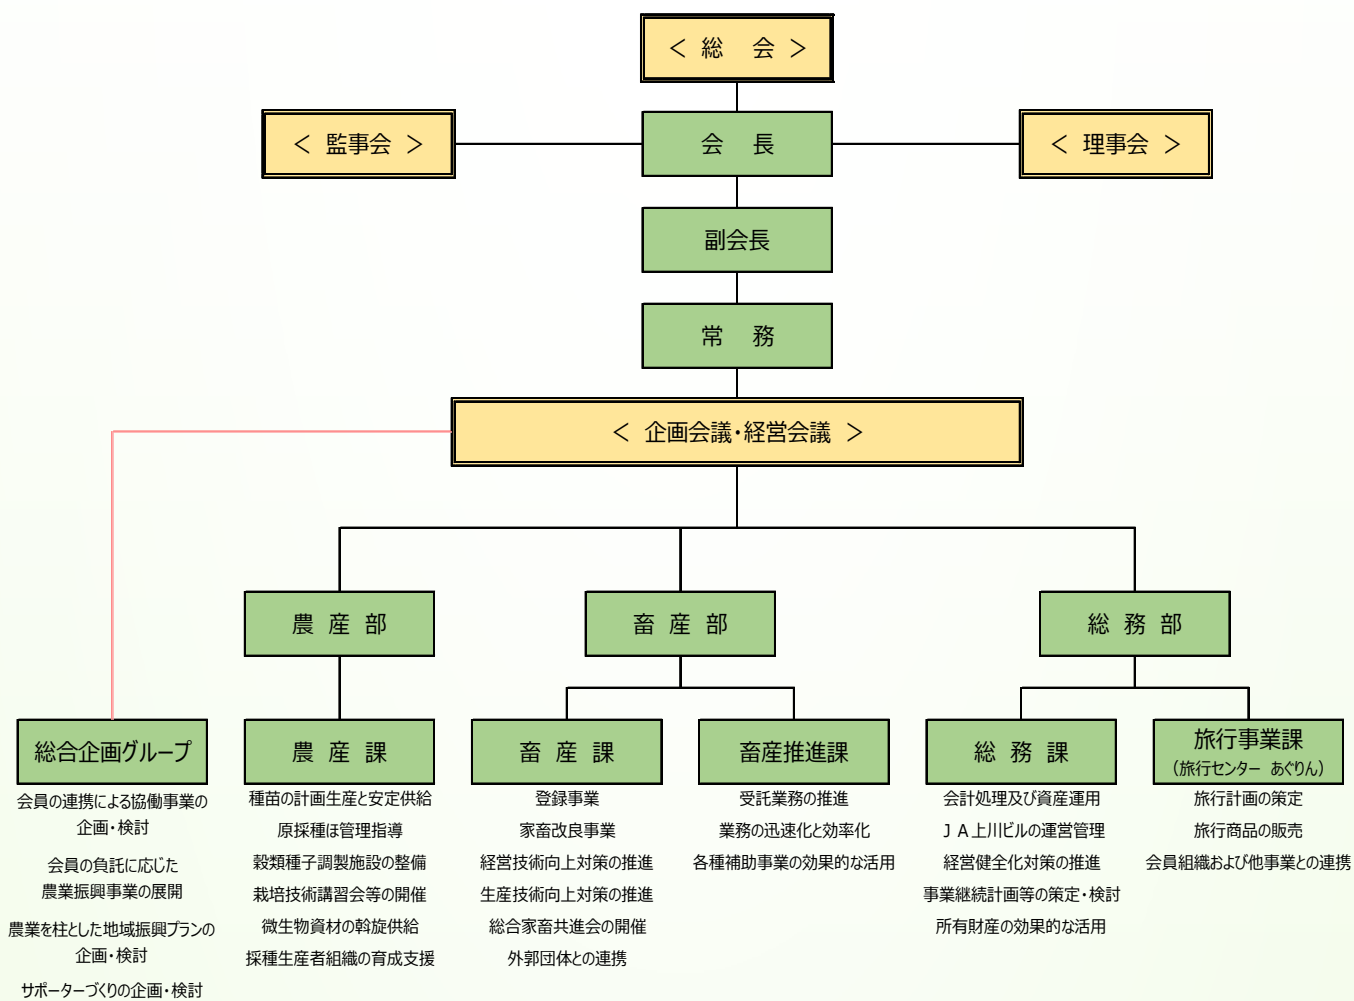 ＜ 総　会 ＞
＜ 監事会 ＞
会　長
＜ 理事会 ＞
副会長
常　務
＜ 企画会議・経営会議 ＞
農 産 部
畜 産 部
総 務 部
総合企画グループ
会員の連携による協働事業の
企画・検討
会員の負託に応じた
農業振興事業の展開
農業を柱とした地域振興プランの
企画・検討
サポーターづくりの企画・検討
農 産 課
種苗の計画生産と安定供給
原採種ほ管理指導
穀類種子調製施設の整備
栽培技術講習会等の開催
微生物資材の斡旋供給
採種生産者組織の育成支援
畜 産 課
登録事業
家畜改良事業
経営技術向上対策の推進
生産技術向上対策の推進
総合家畜共進会の開催
外郭団体との連携
畜産推進課
受託業務の推進
業務の迅速化と効率化
各種補助事業の効果的な活用
総 務 課
会計処理及び資産運用
ＪＡ上川ビルの運営管理
経営健全化対策の推進
事業継続計画等の策定・検討
所有財産の効果的な活用
旅行事業課
（旅行センター あぐりん）
旅行計画の策定
旅行商品の販売
会員組織および他事業との連携